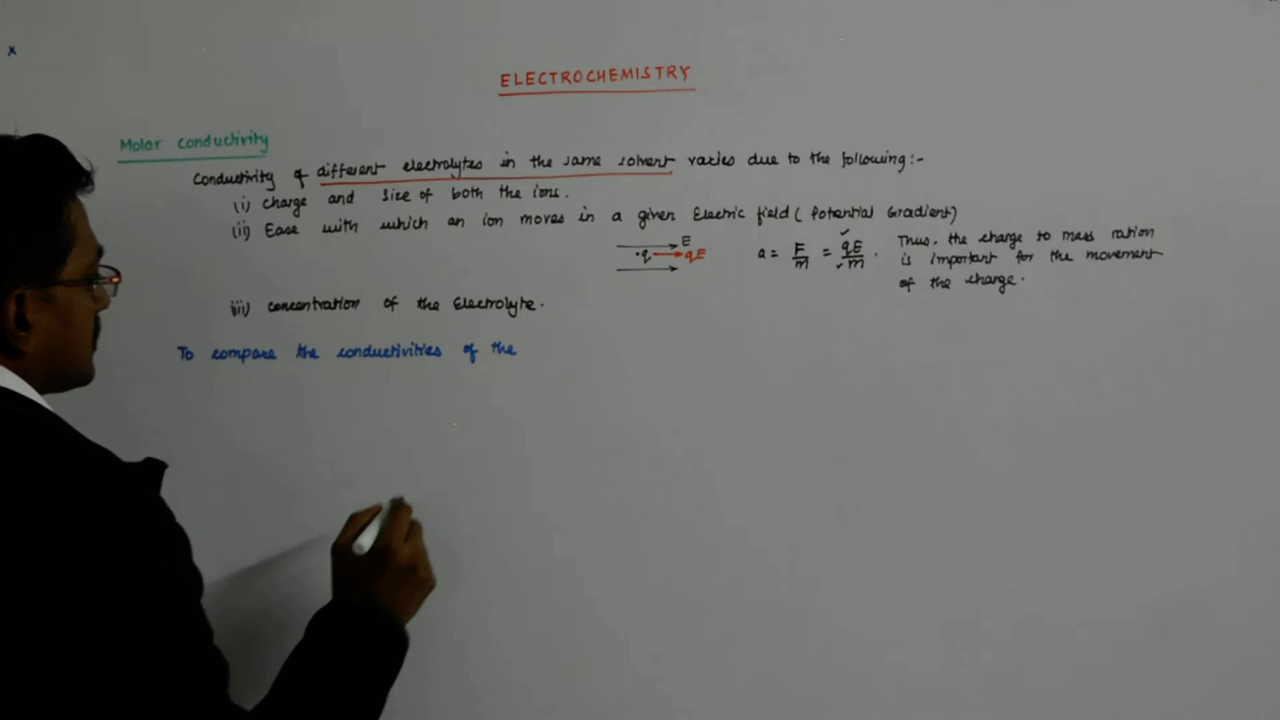 x
ELECTROCHEMISTRY
Molar conductivity
Conductivity of different electrolytes in the same solvent varies due to the following:-
(i) charge and size of both the ions.
(ii) Ease with which an ion moves in a given Electric field ( Potential Gradient)
E
·q → qE
a = F/m = qE/m .
Thus, the charge to mass ration
is important for the movement
of the charge.
iii) concentration of the Electrolyte.
To compare the conductivities of the